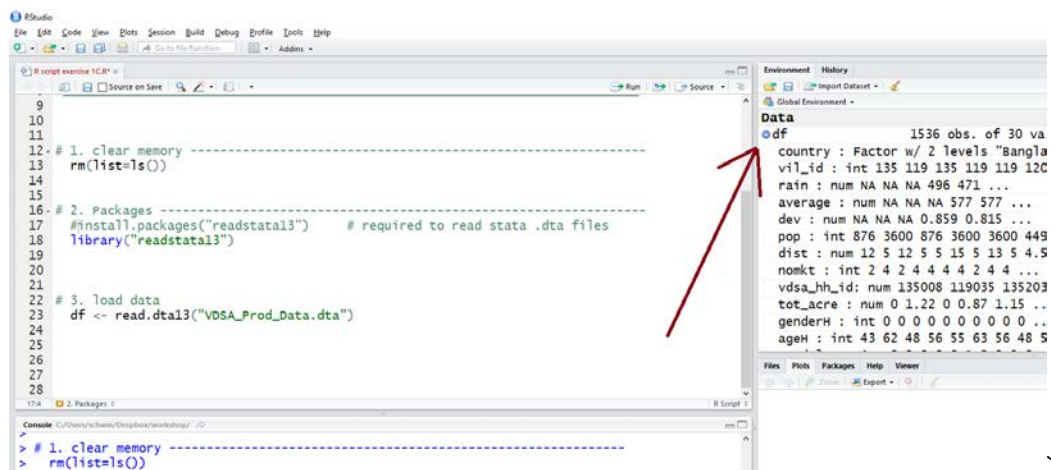 RStudio
File Edit Code View Plots Session Build Debug Profile Tools Help
Go to file/function Addins
R script exercise 1C.R*
Source on Save Run Source
9
10
11
12 # 1. clear memory ----------------------------------------------------------
13 rm(list=ls())
14
15
16 # 2. Packages --------------------------------------------------------------
17 #install.packages("readstata13") # required to read stata .dta files
18 library("readstata13")
19
20
21
22 # 3. load data
23 df <- read.dta13("VDSA_Prod_Data.dta")
24
25
26
27
28
17:4 2. Packages R Script
Console C:/Users/schwin/Dropbox/workshop/
>
> # 1. clear memory ----------------------------------------------------------
> rm(list=ls())
Environment History
Import Dataset
Global Environment
Data
df 1536 obs. of 30 va
country : Factor w/ 2 levels "Bangla
vil_id : int 135 119 135 119 119 120
rain : num NA NA NA 496 471 ...
average : num NA NA NA 577 577 ...
dev : num NA NA NA 0.859 0.815 ...
pop : int 876 3600 876 3600 3600 449
dist : num 12 5 12 5 5 15 5 13 5 4.5
nomkt : int 2 4 2 4 4 4 4 2 4 4 ...
vdsa_hh_id: num 135008 119035 135203
tot_acre : num 0 1.22 0 0.87 1.15 ..
genderH : int 0 0 0 0 0 0 0 0 0 0 ..
ageH : int 43 62 48 56 55 63 56 48 5
Files Plots Packages Help Viewer
Zoom Export